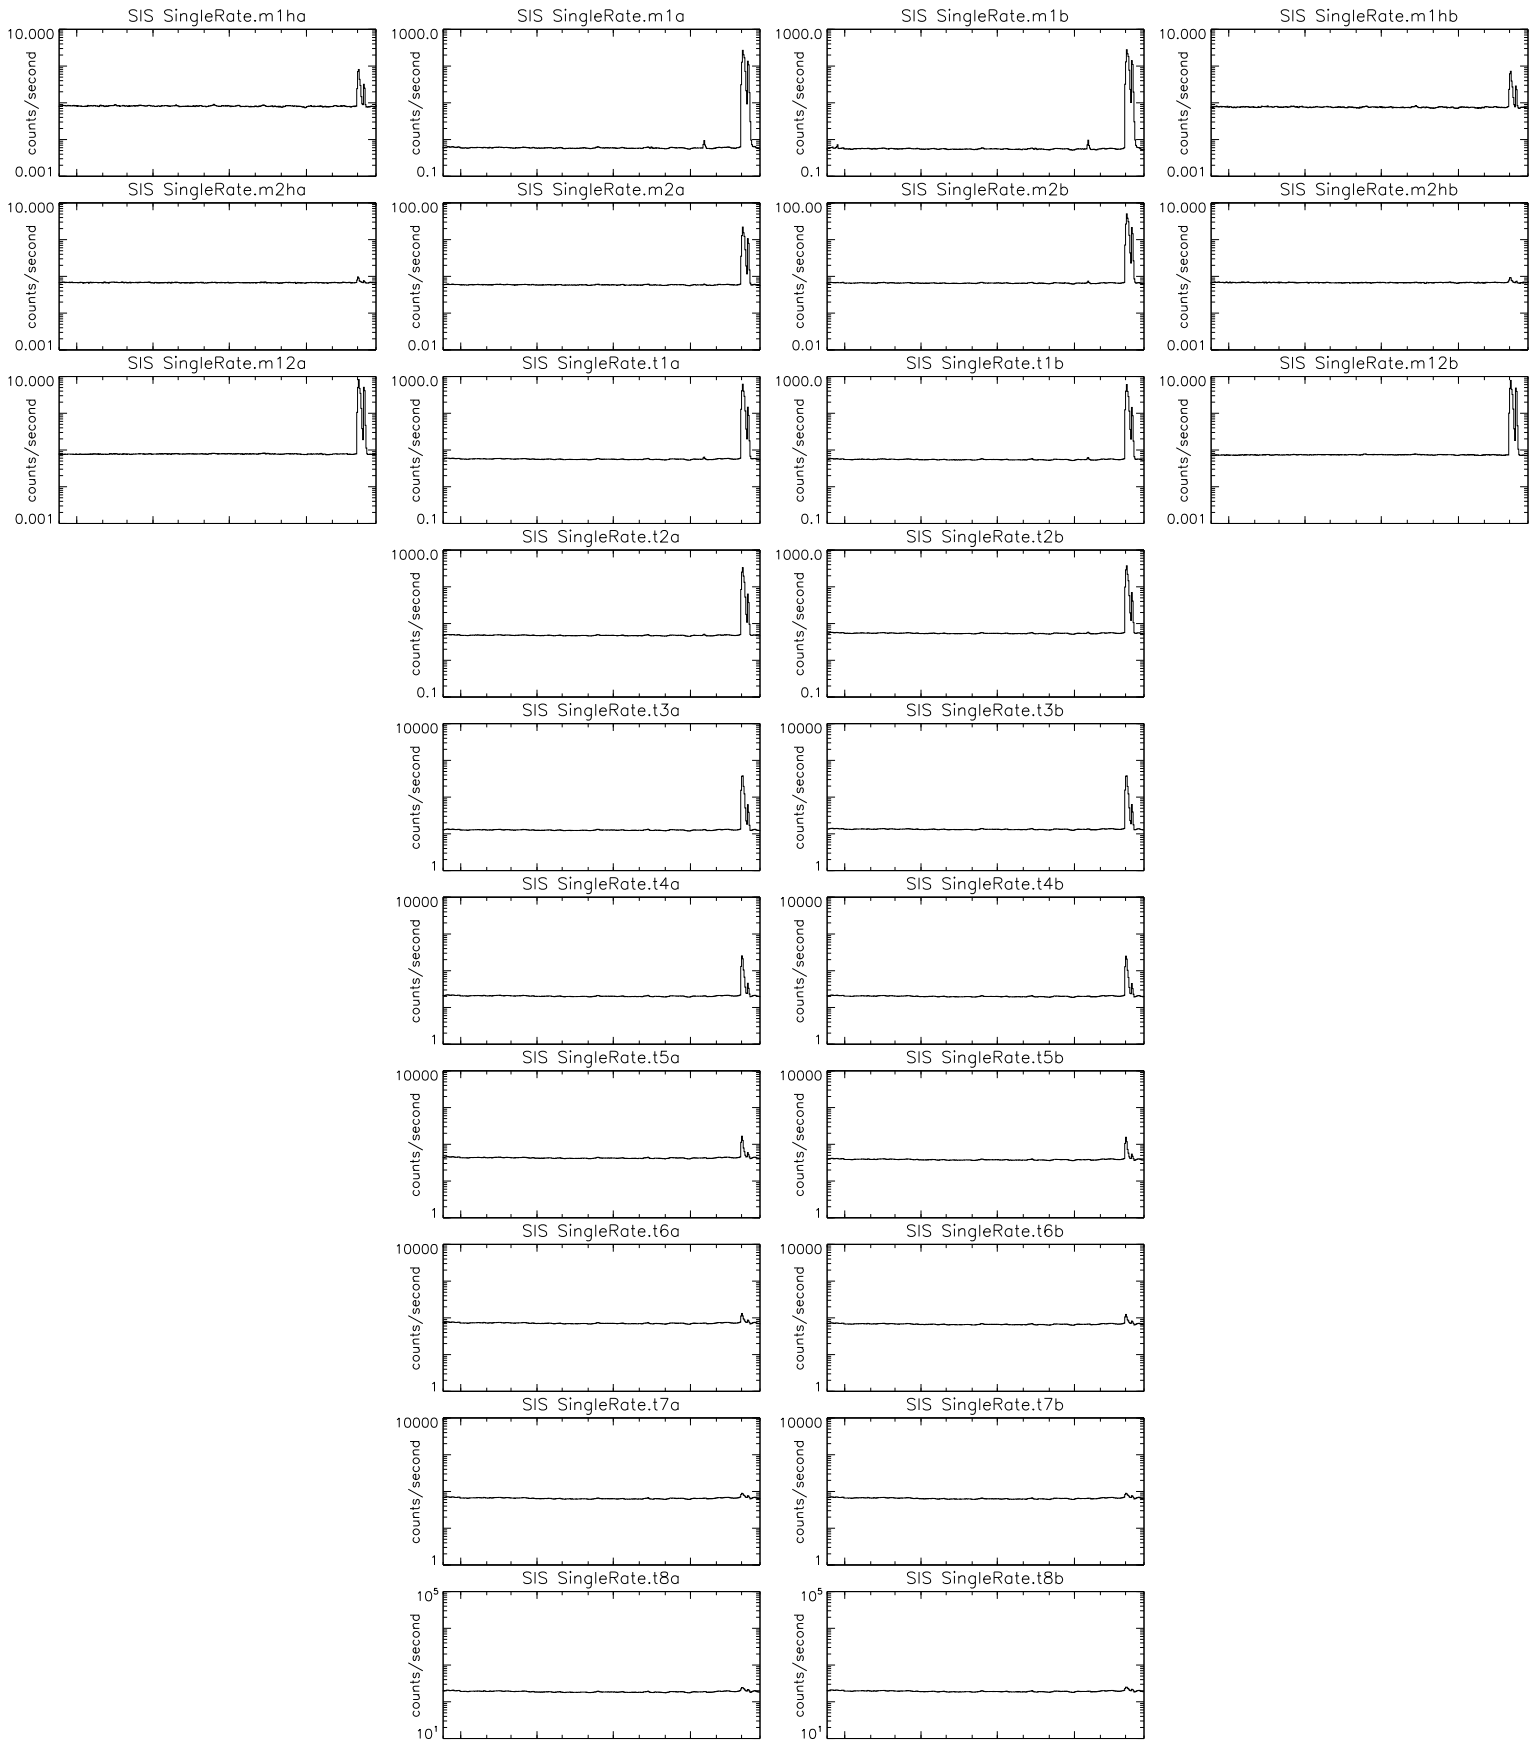 SIS SingleRate.m1ha
10.000
counts/second
0.001
SIS SingleRate.m1a
1000.0
counts/second
0.1
SIS SingleRate.m1b
1000.0
counts/second
0.1
SIS SingleRate.m1hb
10.000
counts/second
0.001
SIS SingleRate.m2ha
10.000
counts/second
0.001
SIS SingleRate.m2a
100.00
counts/second
0.01
SIS SingleRate.m2b
100.00
counts/second
0.01
SIS SingleRate.m2hb
10.000
counts/second
0.001
SIS SingleRate.m12a
10.000
counts/second
0.001
SIS SingleRate.t1a
1000.0
counts/second
0.1
SIS SingleRate.t1b
1000.0
counts/second
0.1
SIS SingleRate.m12b
10.000
counts/second
0.001
SIS SingleRate.t2a
1000.0
counts/second
0.1
SIS SingleRate.t2b
1000.0
counts/second
0.1
SIS SingleRate.t3a
10000
counts/second
1
SIS SingleRate.t3b
10000
counts/second
1
SIS SingleRate.t4a
10000
counts/second
1
SIS SingleRate.t4b
10000
counts/second
1
SIS SingleRate.t5a
10000
counts/second
1
SIS SingleRate.t5b
10000
counts/second
1
SIS SingleRate.t6a
10000
counts/second
1
SIS SingleRate.t6b
10000
counts/second
1
SIS SingleRate.t7a
10000
counts/second
1
SIS SingleRate.t7b
10000
counts/second
1
SIS SingleRate.t8a
10⁵
counts/second
10¹
SIS SingleRate.t8b
10⁵
counts/second
10¹